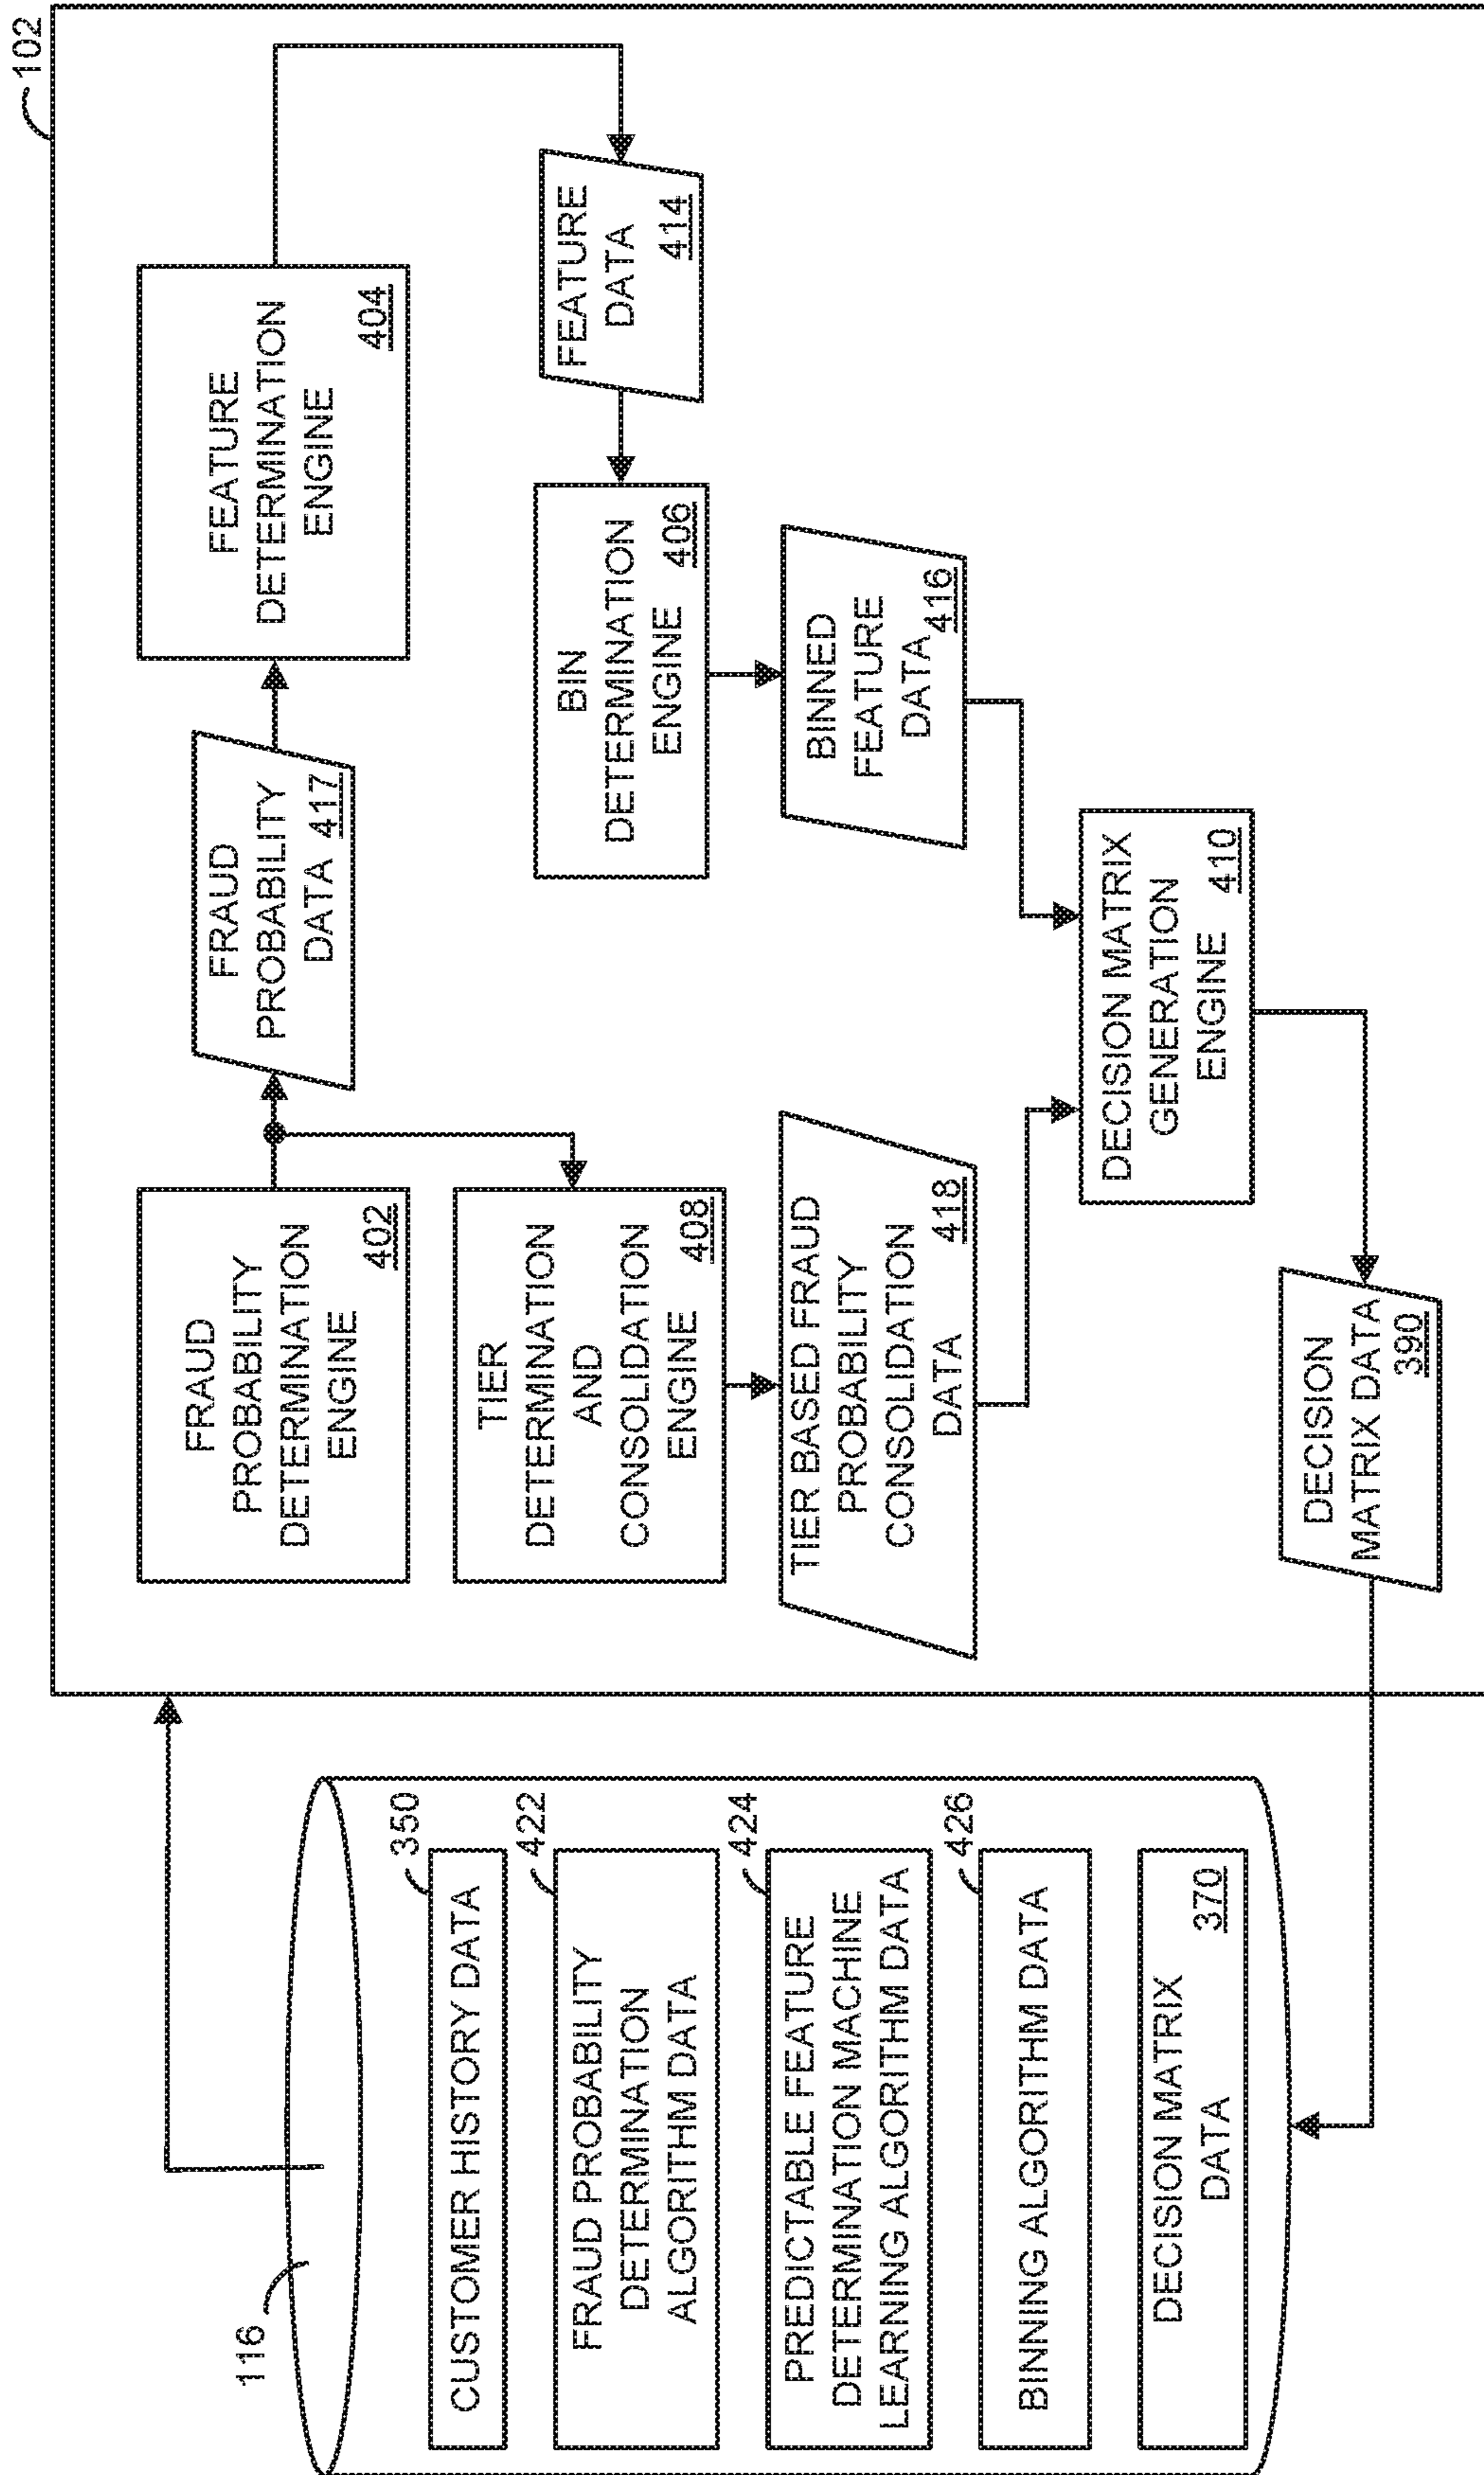 102
116
CUSTOMER HISTORY DATA
350
FRAUD PROBABILITY
DETERMINATION
ALGORITHM DATA
422
PREDICTABLE FEATURE
DETERMINATION MACHINE
LEARNING ALGORITHM DATA
424
BINNING ALGORITHM DATA
426
DECISION MATRIX
DATA
370
FRAUD
PROBABILITY
DETERMINATION
ENGINE
402
FRAUD
PROBABILITY
DATA 417
FEATURE
DETERMINATION
ENGINE
404
TIER
DETERMINATION
AND
CONSOLIDATION
ENGINE
408
BIN
DETERMINATION
ENGINE
406
FEATURE
DATA
414
TIER BASED FRAUD
PROBABILITY
CONSOLIDATION
DATA
418
BINNED
FEATURE
DATA
416
DECISION MATRIX
GENERATION
ENGINE
410
DECISION
MATRIX DATA
390